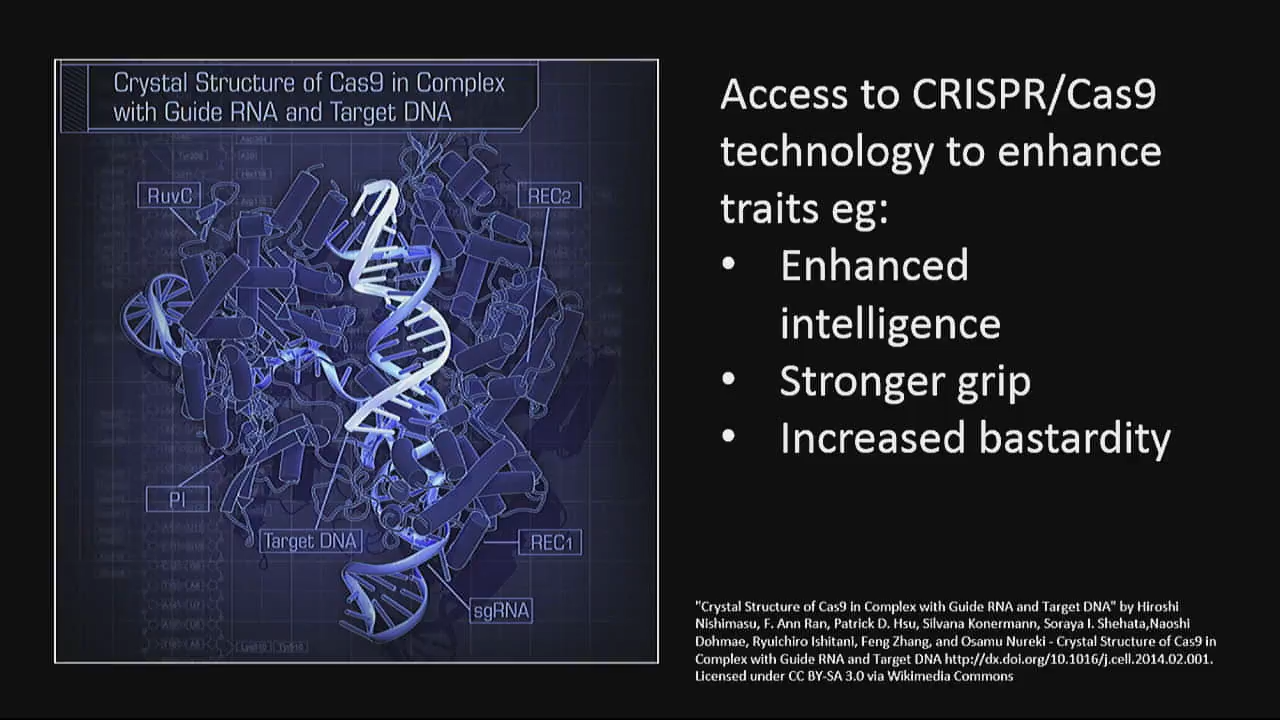 Crystal Structure of Cas9 in Complex
with Guide RNA and Target DNA
RuvC
REC2
PI
Target DNA
REC1
sgRNA
Access to CRISPR/Cas9
technology to enhance
traits eg:
• Enhanced
intelligence
• Stronger grip
• Increased bastardity
"Crystal Structure of Cas9 in Complex with Guide RNA and Target DNA" by Hiroshi
Nishimasu, F. Ann Ran, Patrick D. Hsu, Silvana Konermann, Soraya I. Shehata,Naoshi
Dohmae, Ryuichiro Ishitani, Feng Zhang, and Osamu Nureki - Crystal Structure of Cas9 in
Complex with Guide RNA and Target DNA http://dx.doi.org/10.1016/j.cell.2014.02.001.
Licensed under CC BY-SA 3.0 via Wikimedia Commons